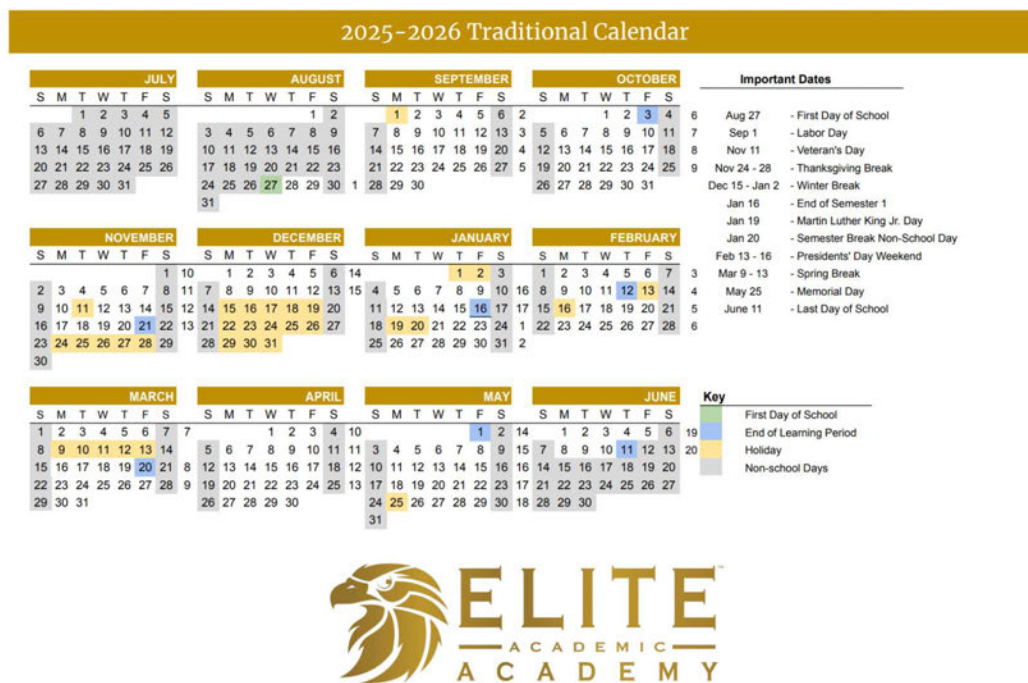 2025-2026 Traditional Calendar
JULY AUGUST SEPTEMBER OCTOBER Important Dates
S M T W T F S S M T W T F S S M T W T F S S M T W T F S
1 2 3 4 5 1 2 1 2 3 4 5 6 2 1 2 3 4 6 Aug 27 - First Day of School
6 7 8 9 10 11 12 3 4 5 6 7 8 9 7 8 9 10 11 12 13 3 5 6 7 8 9 10 11 7 Sep 1 - Labor Day
13 14 15 16 17 18 19 10 11 12 13 14 15 16 14 15 16 17 18 19 20 4 12 13 14 15 16 17 18 8 Nov 11 - Veteran's Day
20 21 22 23 24 25 26 17 18 19 20 21 22 23 21 22 23 24 25 26 27 5 19 20 21 22 23 24 25 9 Nov 24 - 28 - Thanksgiving Break
27 28 29 30 31 24 25 26 27 28 29 30 1 28 29 30 26 27 28 29 30 31 Dec 15 - Jan 2 - Winter Break
31 Jan 16 - End of Semester 1
Jan 19 - Martin Luther King Jr. Day
NOVEMBER DECEMBER JANUARY FEBRUARY Jan 20 - Semester Break Non-School Day
S M T W T F S S M T W T F S S M T W T F S S M T W T F S Feb 13 - 16 - Presidents' Day Weekend
1 10 1 2 3 4 5 6 14 1 2 3 1 2 3 4 5 6 7 3 Mar 9 - 13 - Spring Break
2 3 4 5 6 7 8 11 7 8 9 10 11 12 13 15 4 5 6 7 8 9 10 16 8 9 10 11 12 13 14 4 May 25 - Memorial Day
9 10 11 12 13 14 15 12 14 15 16 17 18 19 20 11 12 13 14 15 16 17 17 15 16 17 18 19 20 21 5 June 11 - Last Day of School
16 17 18 19 20 21 22 13 21 22 23 24 25 26 27 18 19 20 21 22 23 24 1 22 23 24 25 26 27 28 6
23 24 25 26 27 28 29 28 29 30 31 25 26 27 28 29 30 31 2
30
MARCH APRIL MAY JUNE Key
S M T W T F S S M T W T F S S M T W T F S S M T W T F S First Day of School
1 2 3 4 5 6 7 7 1 2 3 4 10 1 2 14 1 2 3 4 5 6 19 End of Learning Period
8 9 10 11 12 13 14 5 6 7 8 9 10 11 11 3 4 5 6 7 8 9 15 7 8 9 10 11 12 13 20 Holiday
15 16 17 18 19 20 21 8 12 13 14 15 16 17 18 12 10 11 12 13 14 15 16 16 14 15 16 17 18 19 20 Non-school Days
22 23 24 25 26 27 28 9 19 20 21 22 23 24 25 13 17 18 19 20 21 22 23 17 21 22 23 24 25 26 27
29 30 31 26 27 28 29 30 24 25 26 27 28 29 30 18 28 29 30
31
ELITE™
ACADEMIC
ACADEMY